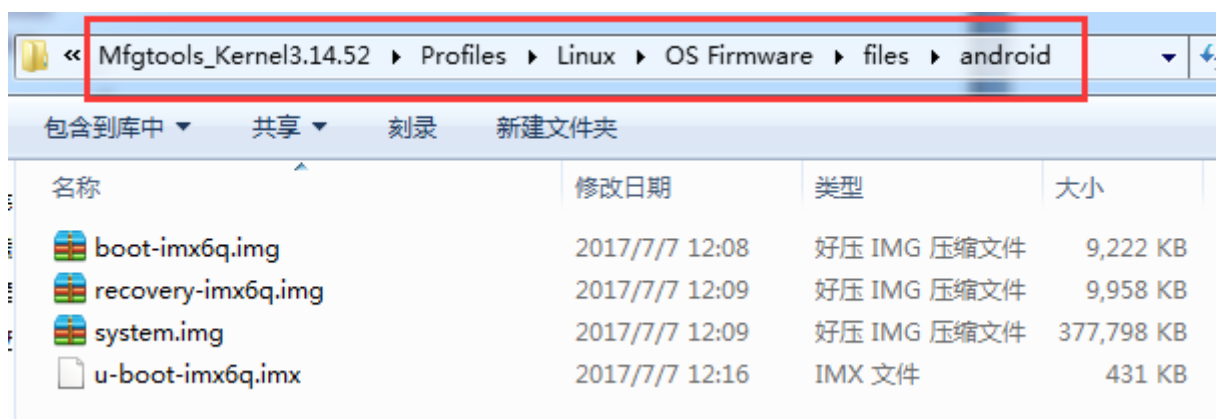 « Mfgtools_Kernel3.14.52 ▸ Profiles ▸ Linux ▸ OS Firmware ▸ files ▸ android
包含到库中 共享 刻录 新建文件夹
名称 修改日期 类型 大小
boot-imx6q.img 2017/7/7 12:08 好压 IMG 压缩文件 9,222 KB
recovery-imx6q.img 2017/7/7 12:09 好压 IMG 压缩文件 9,958 KB
system.img 2017/7/7 12:09 好压 IMG 压缩文件 377,798 KB
u-boot-imx6q.imx 2017/7/7 12:16 IMX 文件 431 KB